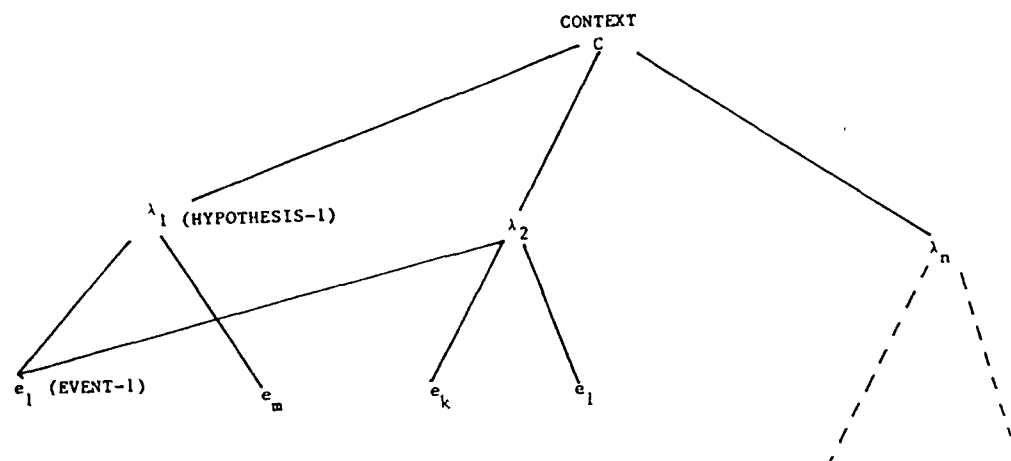 CONTEXT
C
λ1 (HYPOTHESIS-1)
λ2
λn
e1 (EVENT-1)
em
ek
el